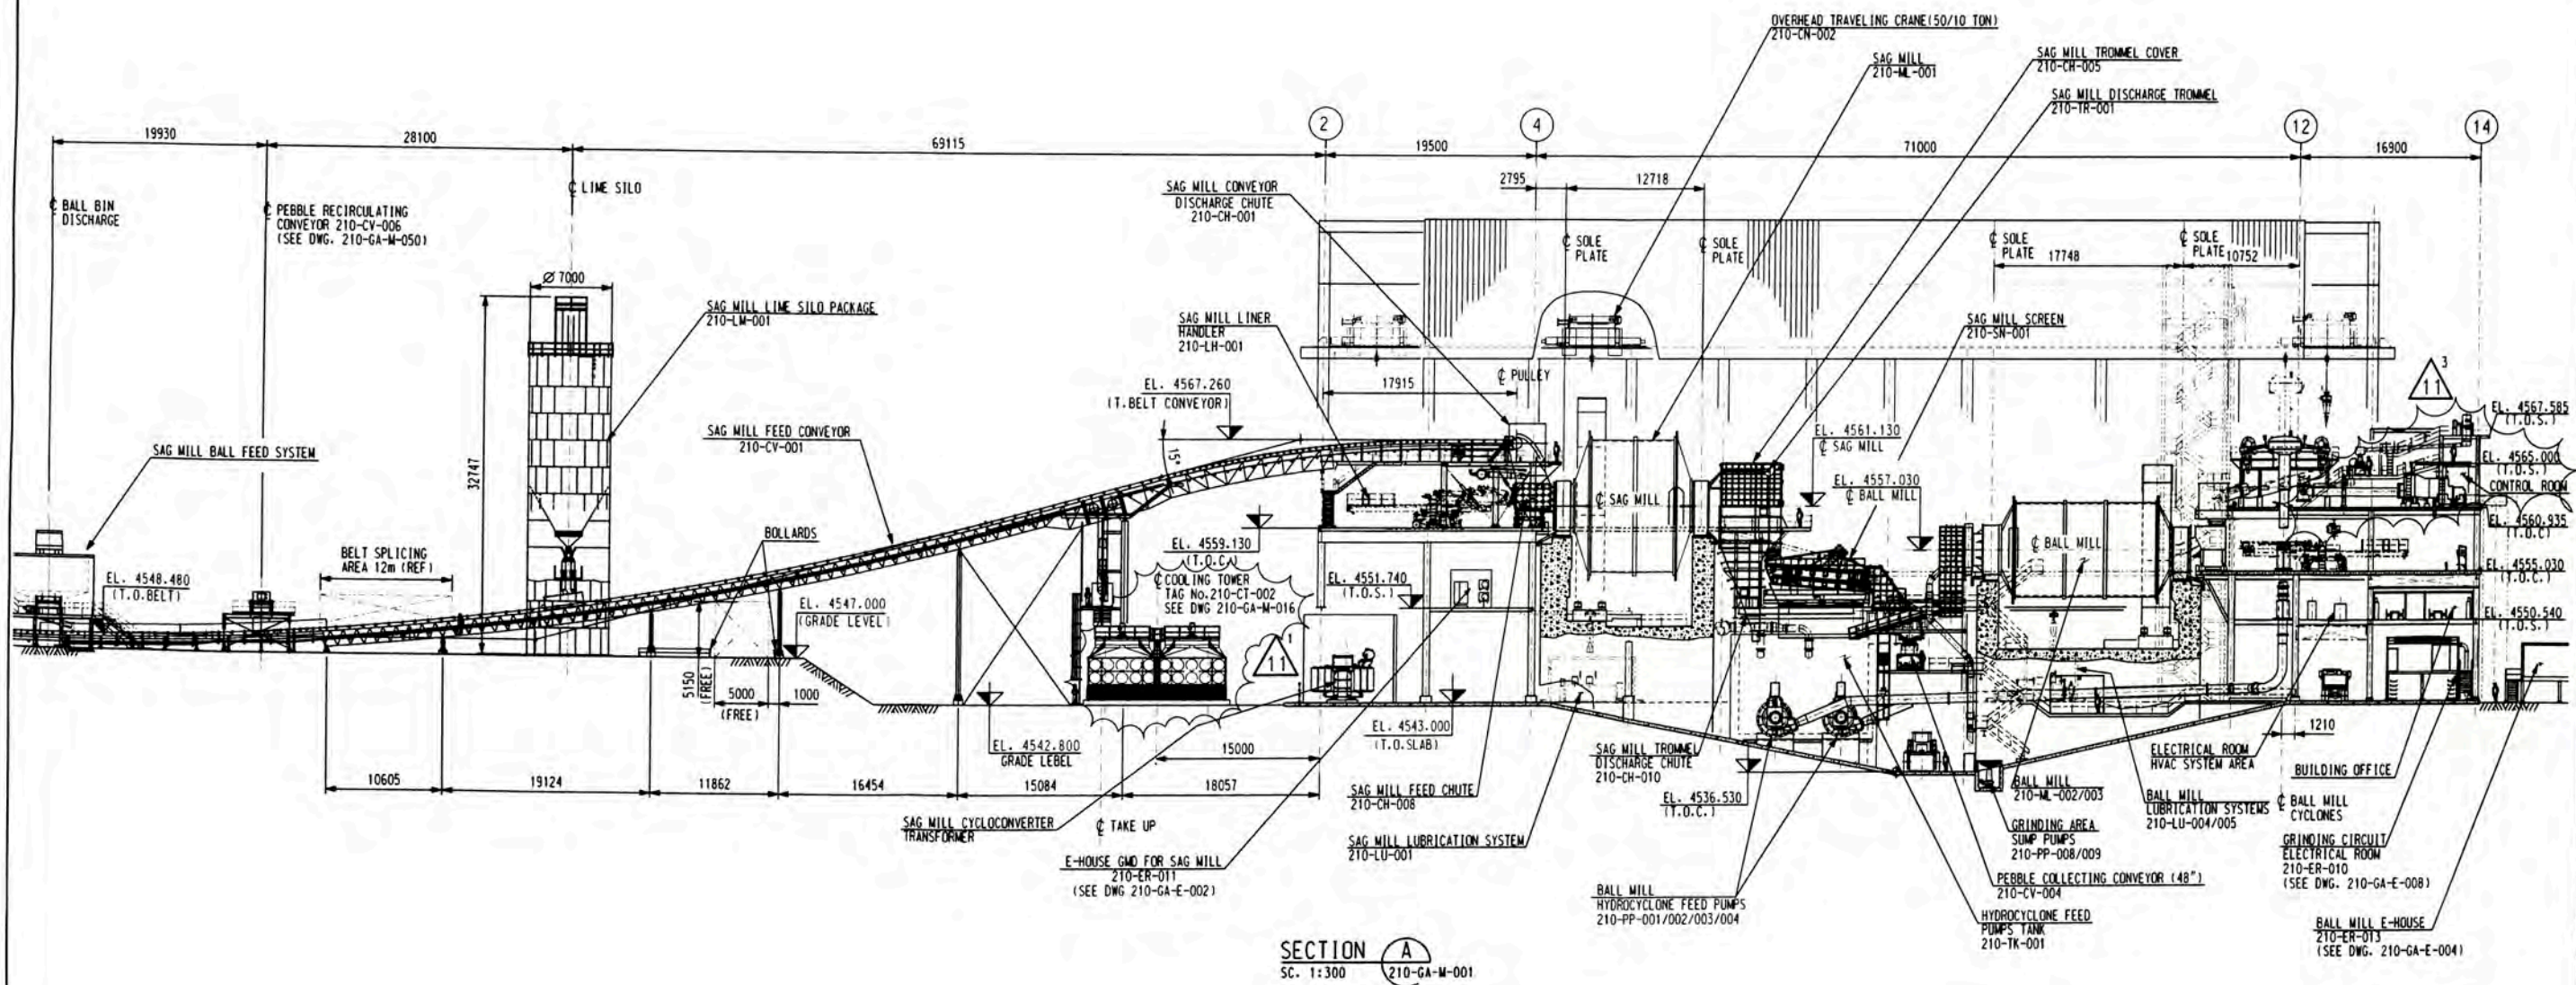 OVERHEAD TRAVELING CRANE(50/10 TON)
210-CN-002
SAG MILL
210-ML-001
SAG MILL TROMMEL COVER
210-CH-005
SAG MILL DISCHARGE TROMMEL
210-TR-001
2
4
12
14
19930
28100
69115
19500
71000
16900
2795
12718
℄ BALL BIN
DISCHARGE
℄ PEBBLE RECIRCULATING
CONVEYOR 210-CV-006
(SEE DWG. 210-GA-M-050)
℄ LIME SILO
SAG MILL CONVEYOR
DISCHARGE CHUTE
210-CH-001
℄ SOLE
PLATE
℄ SOLE
PLATE
℄ SOLE
PLATE
17748
℄ SOLE
PLATE
10752
Ø 7000
SAG MILL LIME SILO PACKAGE
210-LM-001
SAG MILL LINER
HANDLER
210-LH-001
SAG MILL SCREEN
210-SN-001
32747
EL. 4567.260
(T.BELT CONVEYOR)
17915
℄ PULLEY
3
11
EL. 4567.585
(T.O.S.)
SAG MILL FEED CONVEYOR
210-CV-001
15°
EL. 4561.130
℄ SAG MILL
SAG MILL BALL FEED SYSTEM
EL. 4565.000
(T.O.S.)
CONTROL ROOM
EL. 4557.030
℄ BALL MILL
℄ SAG MILL
℄ BALL MILL
EL. 4560.935
(T.O.C)
BOLLARDS
BELT SPLICING
AREA 12m (REF)
EL. 4559.130
(T.O.C.)
EL. 4548.480
(T.O.BELT)
℄ COOLING TOWER
TAG No.210-CT-002
SEE DWG 210-GA-M-016
EL. 4551.740
(T.O.S.)
EL. 4555.030
(T.O.C.)
EL. 4547.000
(GRADE LEVEL)
EL. 4550.540
(T.O.S.)
1
11
5150
(FREE)
5000
(FREE)
1000
EL. 4542.800
GRADE LEBEL
15000
EL. 4543.000
(T.O.SLAB)
1210
10605
19124
11862
16454
15084
18057
℄ TAKE UP
SAG MILL CYCLOCONVERTER
TRANSFORMER
E-HOUSE GMD FOR SAG MILL
210-ER-011
(SEE DWG 210-GA-E-002)
SAG MILL FEED CHUTE
210-CH-008
SAG MILL LUBRICATION SYSTEM
210-LU-001
SAG MILL TROMMEL
DISCHARGE CHUTE
210-CH-010
EL. 4536.530
(T.O.C.)
BALL MILL
HYDROCYCLONE FEED PUMPS
210-PP-001/002/003/004
ELECTRICAL ROOM
HVAC SYSTEM AREA
BUILDING OFFICE
BALL MILL
210-ML-002/003
BALL MILL
LUBRICATION SYSTEMS
210-LU-004/005
℄ BALL MILL
CYCLONES
GRINDING AREA
SUMP PUMPS
210-PP-008/009
GRINDING CIRCUIT
ELECTRICAL ROOM
210-ER-010
(SEE DWG. 210-GA-E-008)
PEBBLE COLLECTING CONVEYOR (48")
210-CV-004
HYDROCYCLONE FEED
PUMPS TANK
210-TK-001
BALL MILL E-HOUSE
210-ER-013
(SEE DWG. 210-GA-E-004)
SECTION A
SC. 1:300 210-GA-M-001